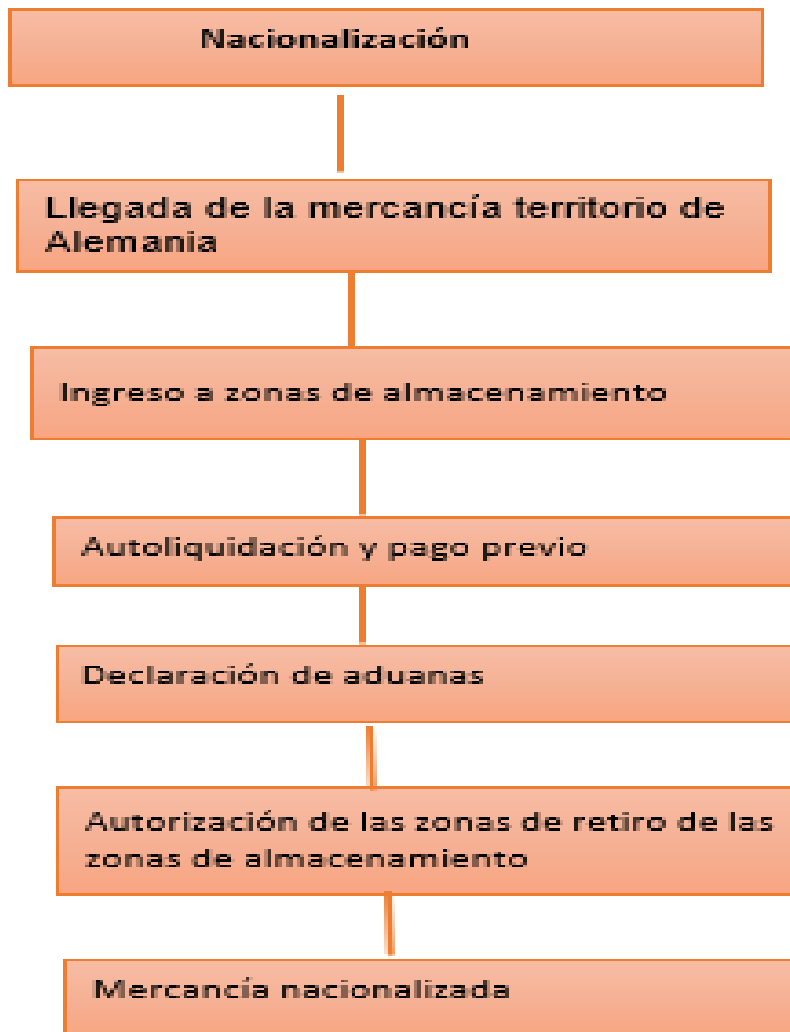 Nacionalización
Llegada de la mercancía territorio de
Alemania
Ingreso a zonas de almacenamiento
Autoliquidación y pago previo
Declaración de aduanas
Autorización de las zonas de retiro de las
zonas de almacenamiento
Mercancía nacionalizada